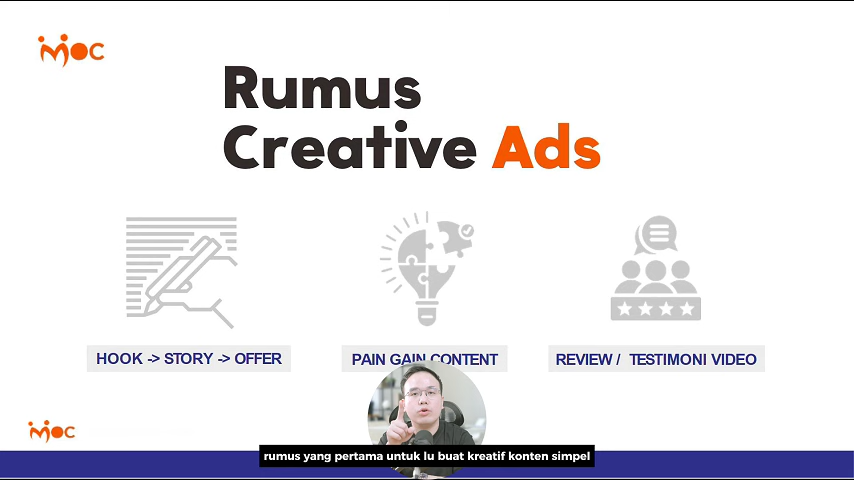 MOC
Rumus
Creative Ads
HOOK -> STORY -> OFFER
PAIN GAIN CONTENT
REVIEW / TESTIMONI VIDEO
MOC
rumus yang pertama untuk lu buat kreatif konten simpel